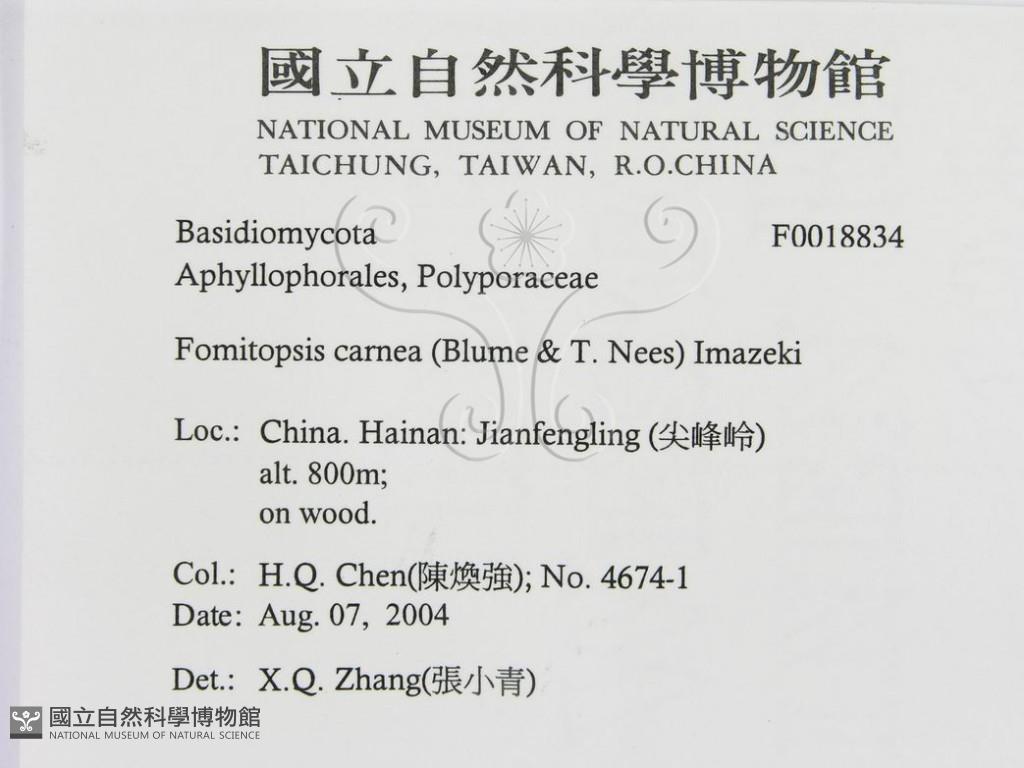 國立自然科學博物館
NATIONAL MUSEUM OF NATURAL SCIENCE
TAICHUNG, TAIWAN, R.O.CHINA
Basidiomycota F0018834
Aphyllophorales, Polyporaceae
Fomitopsis carnea (Blume & T. Nees) Imazeki
Loc.: China. Hainan: Jianfengling (尖峰岭)
alt. 800m;
on wood.
Col.: H.Q. Chen(陳煥強); No. 4674-1
Date: Aug. 07, 2004
Det.: X.Q. Zhang(張小青)
國立自然科學博物館
NATIONAL MUSEUM OF NATURAL SCIENCE